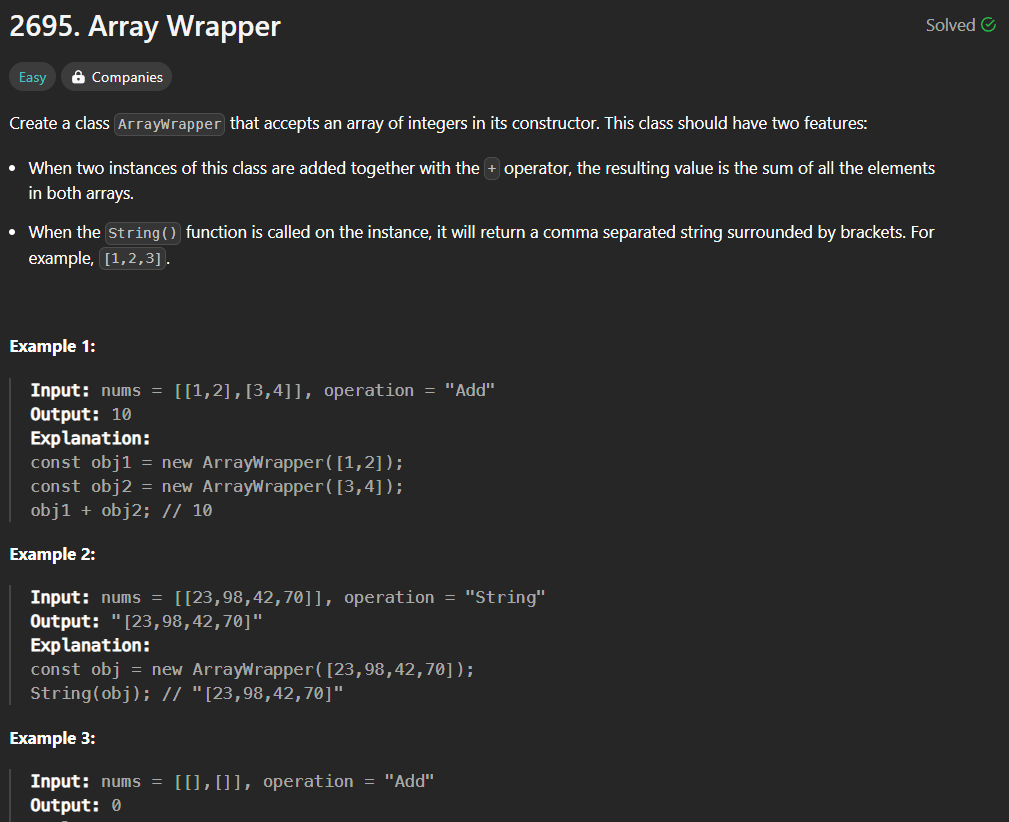 2695. Array Wrapper
Solved
Easy
Companies
Create a class ArrayWrapper that accepts an array of integers in its constructor. This class should have two features:
• When two instances of this class are added together with the + operator, the resulting value is the sum of all the elements
in both arrays.
• When the String() function is called on the instance, it will return a comma separated string surrounded by brackets. For
example, [1,2,3].
Example 1:
Input: nums = [[1,2],[3,4]], operation = "Add"
Output: 10
Explanation:
const obj1 = new ArrayWrapper([1,2]);
const obj2 = new ArrayWrapper([3,4]);
obj1 + obj2; // 10
Example 2:
Input: nums = [[23,98,42,70]], operation = "String"
Output: "[23,98,42,70]"
Explanation:
const obj = new ArrayWrapper([23,98,42,70]);
String(obj); // "[23,98,42,70]"
Example 3:
Input: nums = [[],[]], operation = "Add"
Output: 0